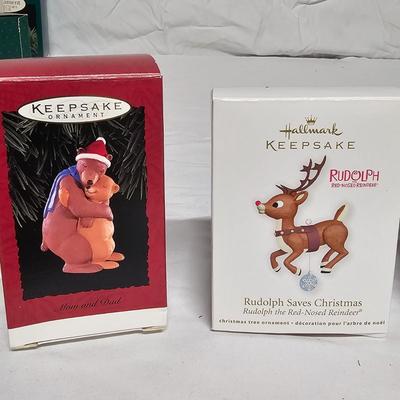 KEEPSAKE
ORNAMENT
Mom and Dad
Hallmark
KEEPSAKE
RUDOLPH
RED-NOSED REINDEER®
Rudolph Saves Christmas
Rudolph the Red-Nosed Reindeer®
christmas tree ornament • décoration pour l'arbre de noël